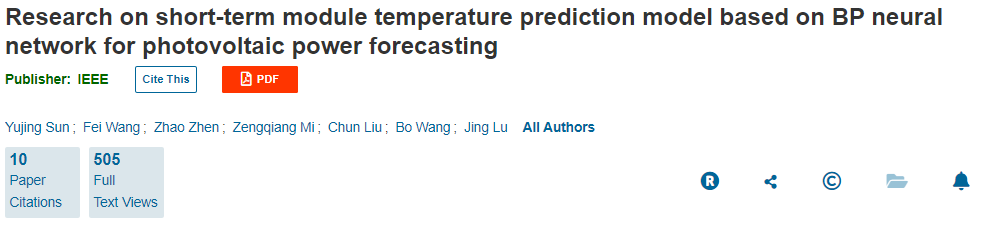 Research on short-term module temperature prediction model based on BP neural
network for photovoltaic power forecasting
Publisher: IEEE Cite This PDF
Yujing Sun ; Fei Wang ; Zhao Zhen ; Zengqiang Mi ; Chun Liu ; Bo Wang ; Jing Lu All Authors
10 505
Paper Full
Citations Text Views
R ©